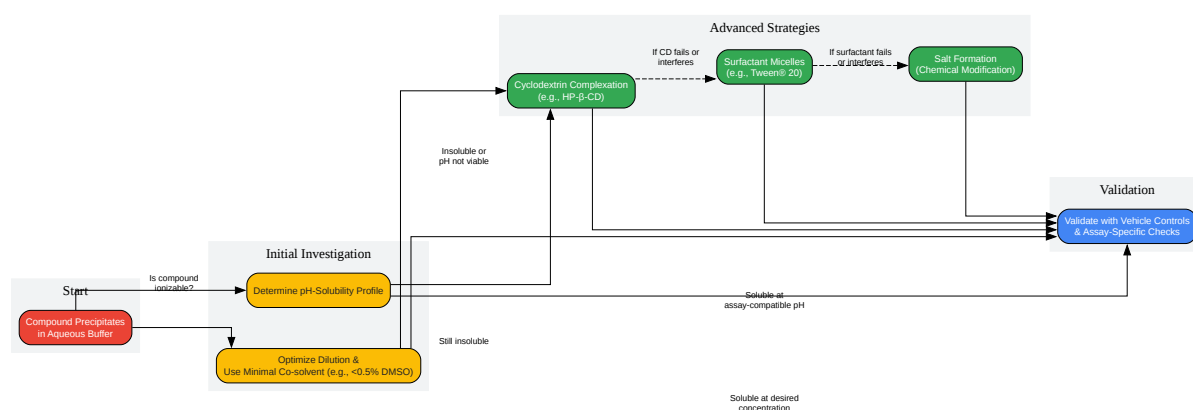 Advanced Strategies
If CD fails or
interferes
If surfactant fails
or interferes
Surfactant Micelles
(e.g., Tween® 20)
Salt Formation
(Chemical Modification)
Cyclodextrin Complexation
(e.g., HP-β-CD)
Insoluble or
pH not viable
Validation
Validate with Vehicle Controls
& Assay-Specific Checks
Initial Investigation
Is compound
ionizable?
Determine pH-Solubility Profile
Start
Compound Precipitates
in Aqueous Buffer
Soluble at
assay-compatible pH
Still insoluble
Optimize Dilution &
Use Minimal Co-solvent (e.g., <0.5% DMSO)
Soluble at desired
concentration